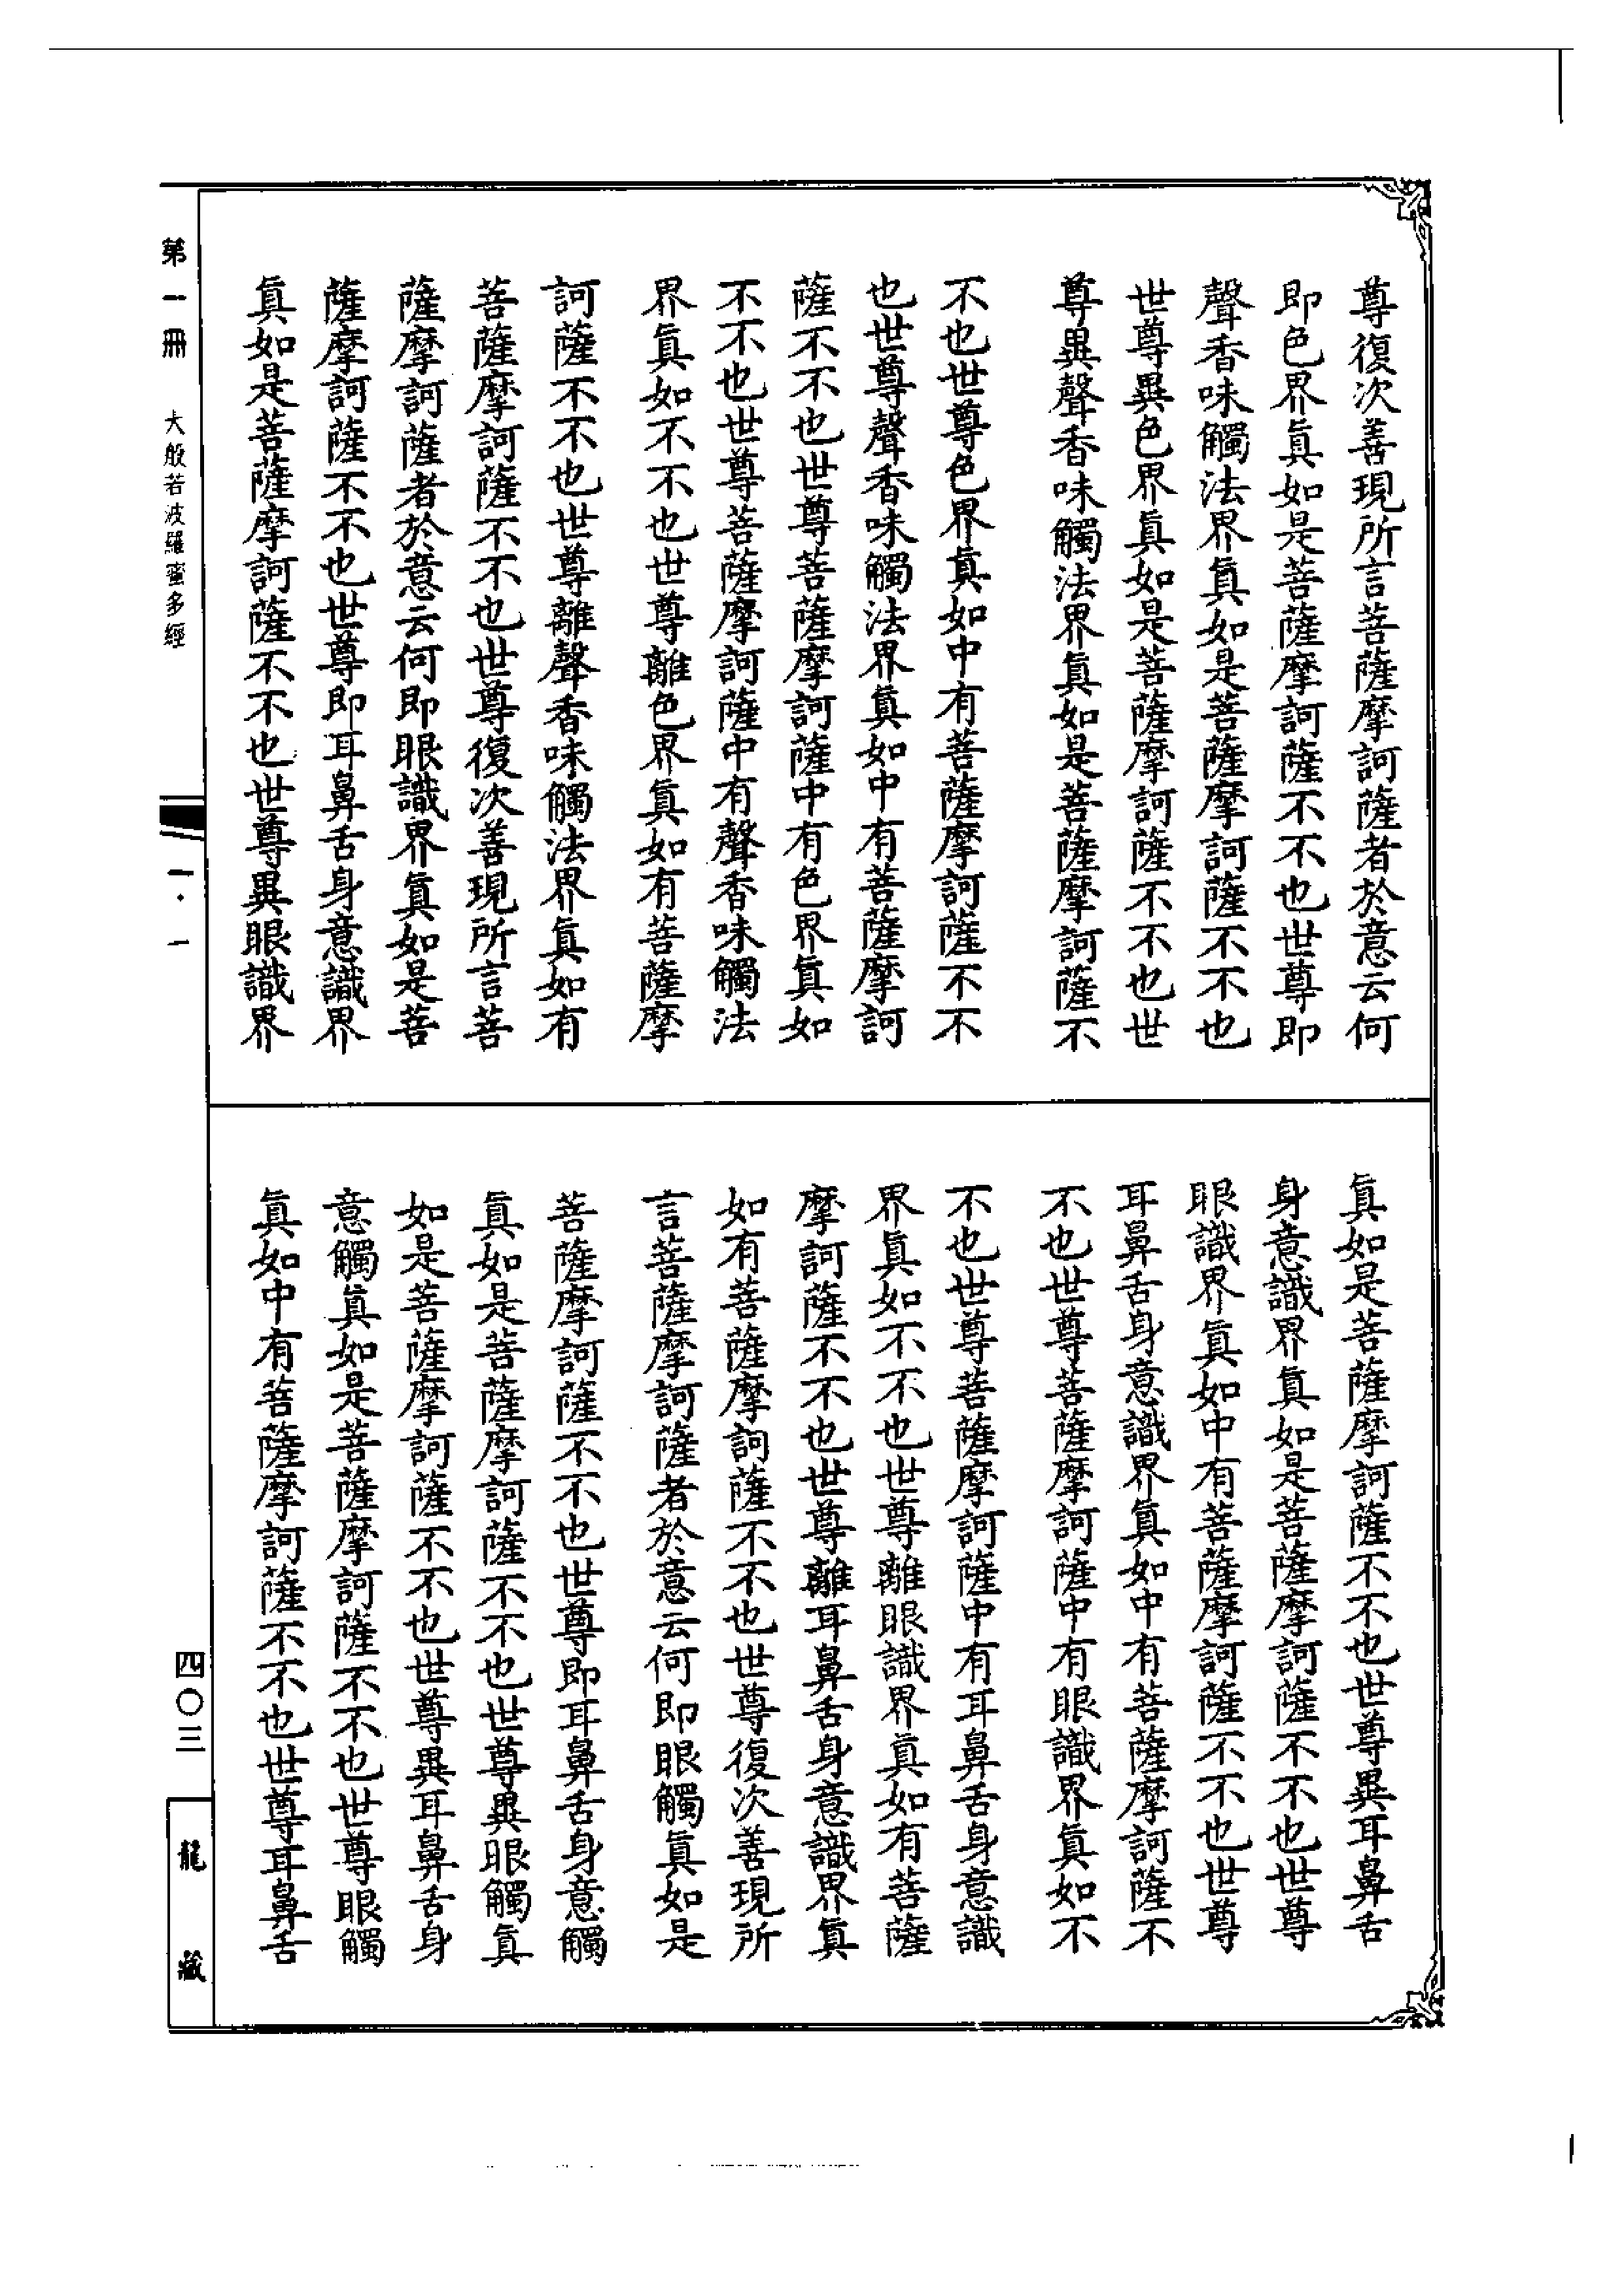 尊復次善現所言菩薩摩訶薩者於意云何
即色界眞如是菩薩摩訶薩不不也世尊即
聲香味觸法界眞如是菩薩摩訶薩不不也
世尊異色界眞如是菩薩摩訶薩不不也世
尊異聲香味觸法界眞如是菩薩摩訶薩不
不也世尊色界眞如中有菩薩摩訶薩不不
也世尊聲香味觸法界眞如中有菩薩摩訶
薩不不也世尊菩薩摩訶薩中有色界眞如
不不也世尊菩薩摩訶薩中有聲香味觸法
界眞如不不也世尊離色界眞如有菩薩摩
訶薩不不也世尊離聲香味觸法界眞如有
菩薩摩訶薩不不也世尊復次善現所言菩
薩摩訶薩者於意云何即眼識界眞如是菩
薩摩訶薩不不也世尊即耳鼻舌身意識界
眞如是菩薩摩訶薩不不也世尊異眼識界
眞如是菩薩摩訶薩不不也世尊異耳鼻舌
身意識界眞如是菩薩摩訶薩不不也世尊
眼識界眞如中有菩薩摩訶薩不不也世尊
耳鼻舌身意識界眞如中有菩薩摩訶薩不
不也世尊菩薩摩訶薩中有眼識界眞如不
不也世尊菩薩摩訶薩中有耳鼻舌身意識
界眞如不不也世尊離眼識界眞如有菩薩
摩訶薩不不也世尊離耳鼻舌身意識界眞
如有菩薩摩訶薩不不也世尊復次善現所
言菩薩摩訶薩者於意云何即眼觸眞如是
菩薩摩訶薩不不也世尊即耳鼻舌身意觸
眞如是菩薩摩訶薩不不也世尊異眼觸眞
如是菩薩摩訶薩不不也世尊異耳鼻舌身
意觸眞如是菩薩摩訶薩不不也世尊眼觸
眞如中有菩薩摩訶薩不不也世尊耳鼻舌
第一冊 大般若波羅蜜多經 一·一
四〇三
龍藏